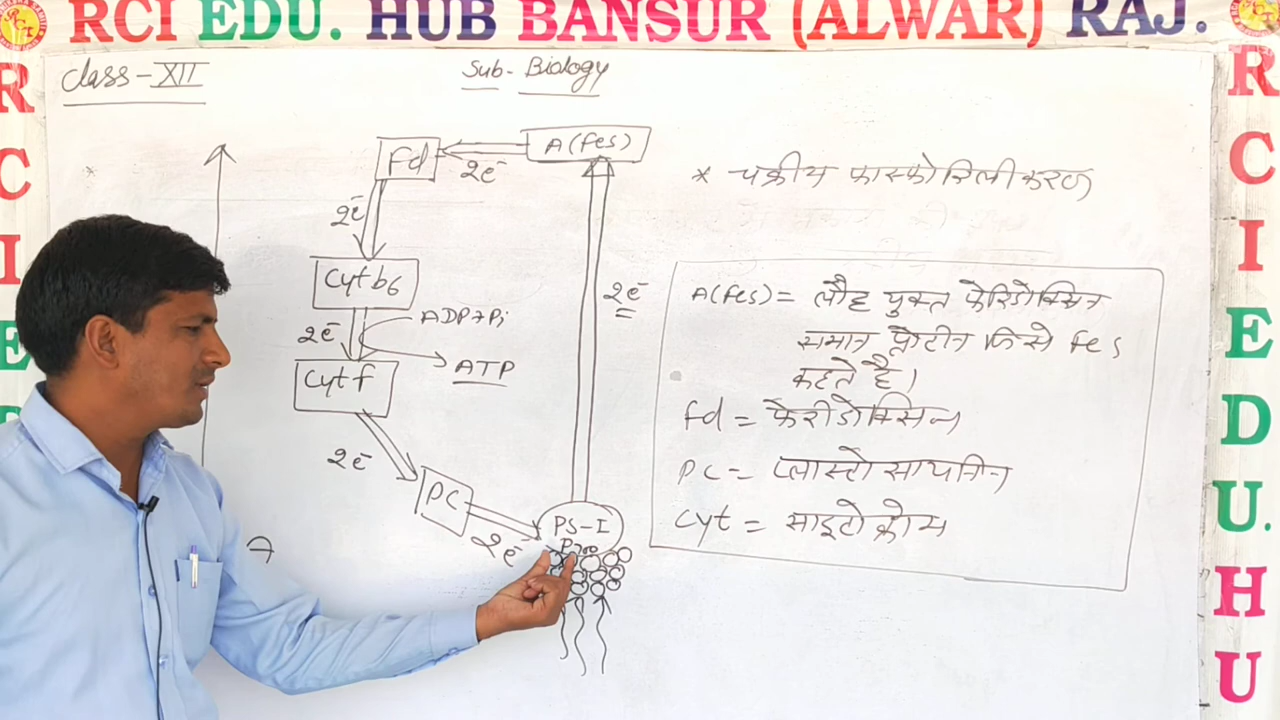 RCI EDU. HUB BANSUR (ALWAR) RAJ.
R
C
I
E
R
C
I
E
D
U.
H
U
Class-XII
Sub- Biology
*
Fd
A(Fes)
2e⁻
2e⁻
2e⁻
Cyt b6
2e⁻
ADP+Pi
ATP
Cyt f
2e⁻
PC
2e⁻
PS-I
P700
* चक्रीय फास्फोरिलीकरण
A(Fes) = लौह युक्त फेरिडोक्सिन
समान प्रोटीन जिसे Fes
कहते है।
Fd = फेरीडोक्सिन
PC = प्लास्टोसायनिन
Cyt = साइटोक्रोम